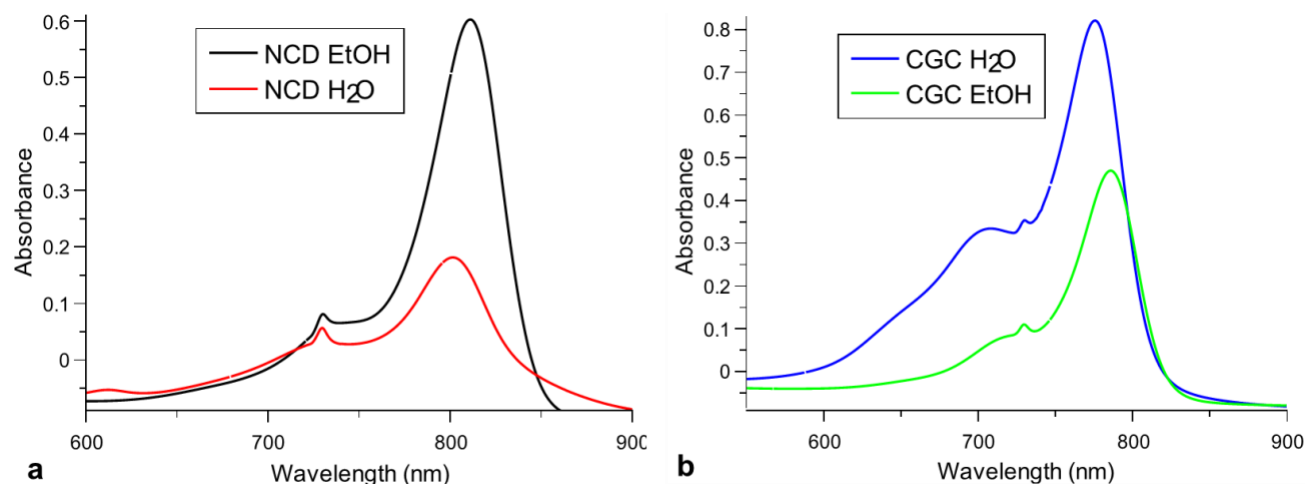 0.6
0.5
0.4
0.3
0.2
0.1
0
Absorbance
NCD EtOH
NCD H2O
600
700
800
900
Wavelength (nm)
a
0.8
0.7
0.6
0.5
0.4
0.3
0.2
0.1
0
Absorbance
CGC H2O
CGC EtOH
600
700
800
900
Wavelength (nm)
b